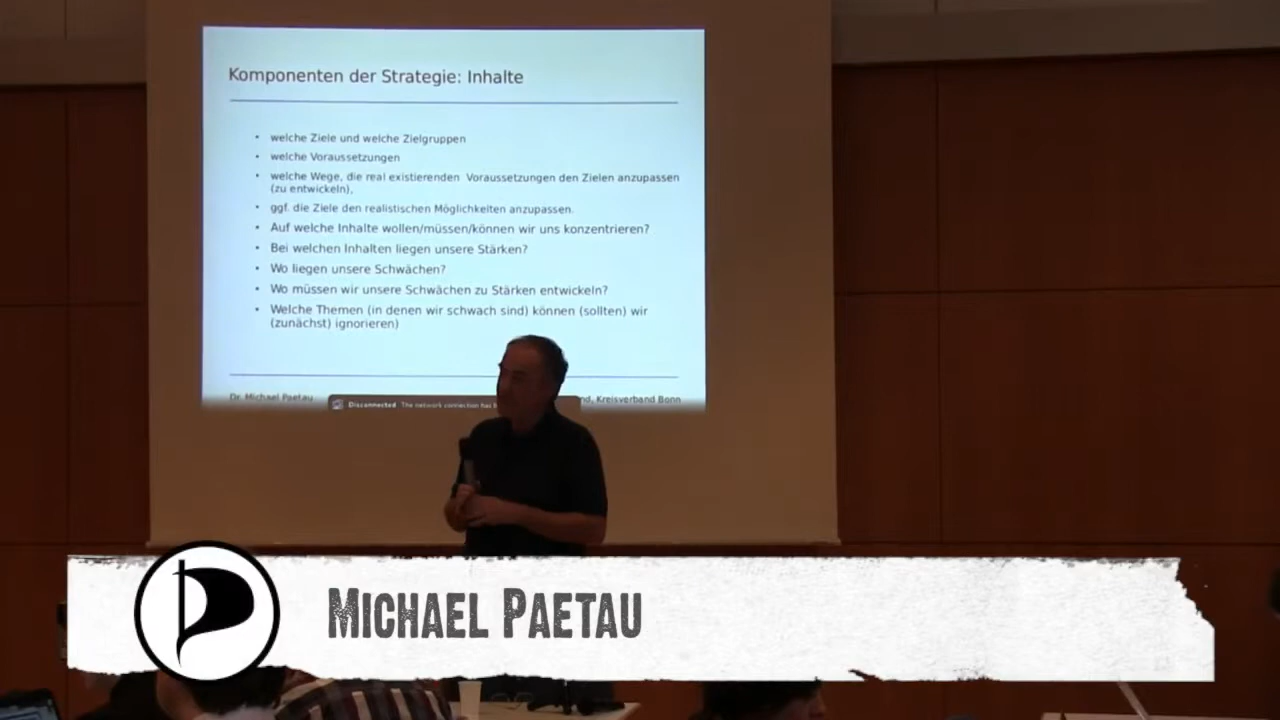 Komponenten der Strategie: Inhalte
• welche Ziele und welche Zielgruppen
• welche Voraussetzungen
• welche Wege, die real existierenden Voraussetzungen den Zielen anzupassen
(zu entwickeln),
• ggf. die Ziele den realistischen Möglichkeiten anzupassen.
• Auf welche Inhalte wollen/müssen/können wir uns konzentrieren?
• Bei welchen Inhalten liegen unsere Stärken?
• Wo liegen unsere Schwächen?
• Wo müssen wir unsere Schwächen zu Stärken entwickeln?
• Welche Themen (in denen wir schwach sind) können (sollten) wir
(zunächst) ignorieren)
Dr. Michael Paetau
Disconnected The network connection has
nd, Kreisverband Bonn
Michael Paetau